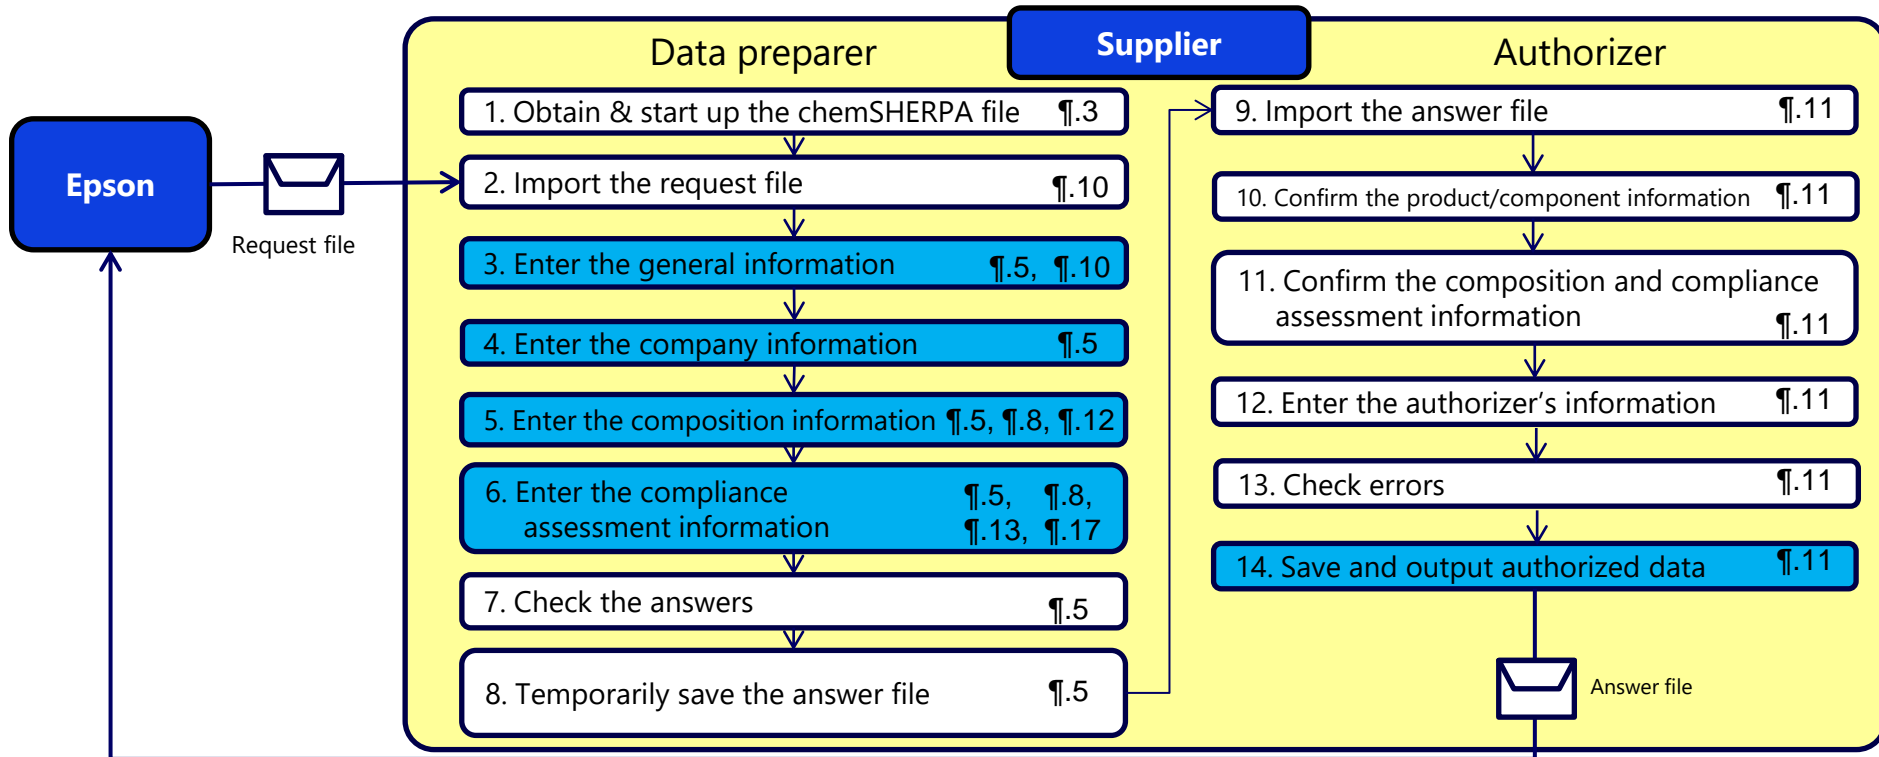 Supplier
Data preparer
Authorizer
Epson
Request file
1. Obtain & start up the chemSHERPA file ¶.3
2. Import the request file ¶.10
3. Enter the general information ¶.5, ¶.10
4. Enter the company information ¶.5
5. Enter the composition information ¶.5, ¶.8, ¶.12
6. Enter the compliance ¶.5, ¶.8,
assessment information ¶.13, ¶.17
7. Check the answers ¶.5
8. Temporarily save the answer file ¶.5
9. Import the answer file ¶.11
10. Confirm the product/component information ¶.11
11. Confirm the composition and compliance
assessment information ¶.11
12. Enter the authorizer’s information ¶.11
13. Check errors ¶.11
14. Save and output authorized data ¶.11
Answer file